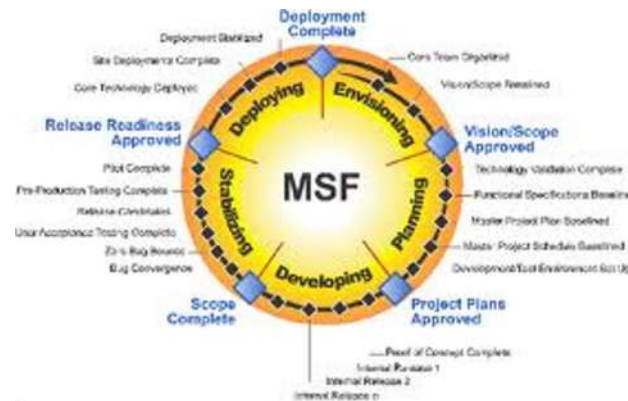 Deployment
Complete
Deployment Stabilized
Site Deployments Complete
Core Technology Deployed
Core Team Organized
Vision/Scope Baselined
Release Readiness
Approved
Vision/Scope
Approved
Deploying
Envisioning
MSF
Stabilizing
Planning
Developing
Pilot Complete
Pre-Production Testing Complete
Release Candidates
User Acceptance Testing Complete
Zero Bug Bounce
Bug Convergence
Technology Validation Complete
Functional Specifications Baseline
Master Project Plan Baselined
Master Project Schedule Baselined
Development/Test Environment Set Up
Scope
Complete
Project Plans
Approved
Proof of Concept Complete
Internal Release 1
Internal Release 2
Internal Release n